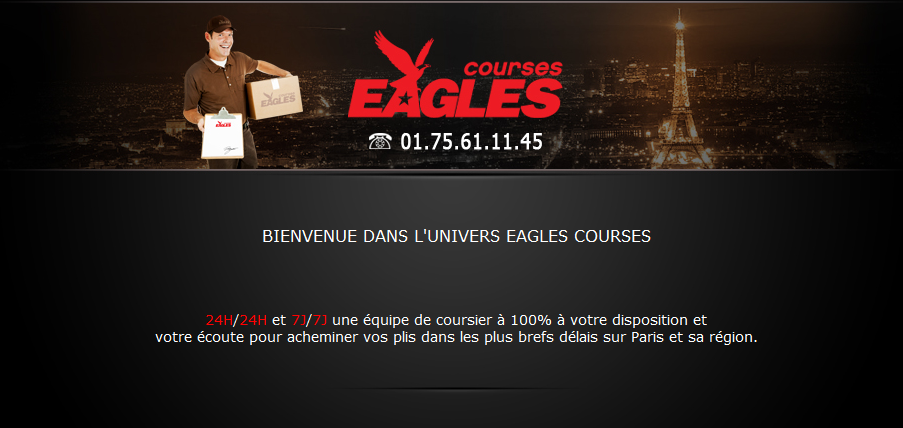 courses
EAGLES
EAGLES
EAGLES
☏ 01.75.61.11.45
BIENVENUE DANS L'UNIVERS EAGLES COURSES
24H/24H et 7J/7J une équipe de coursier à 100% à votre disposition et
votre écoute pour acheminer vos plis dans les plus brefs délais sur Paris et sa région.